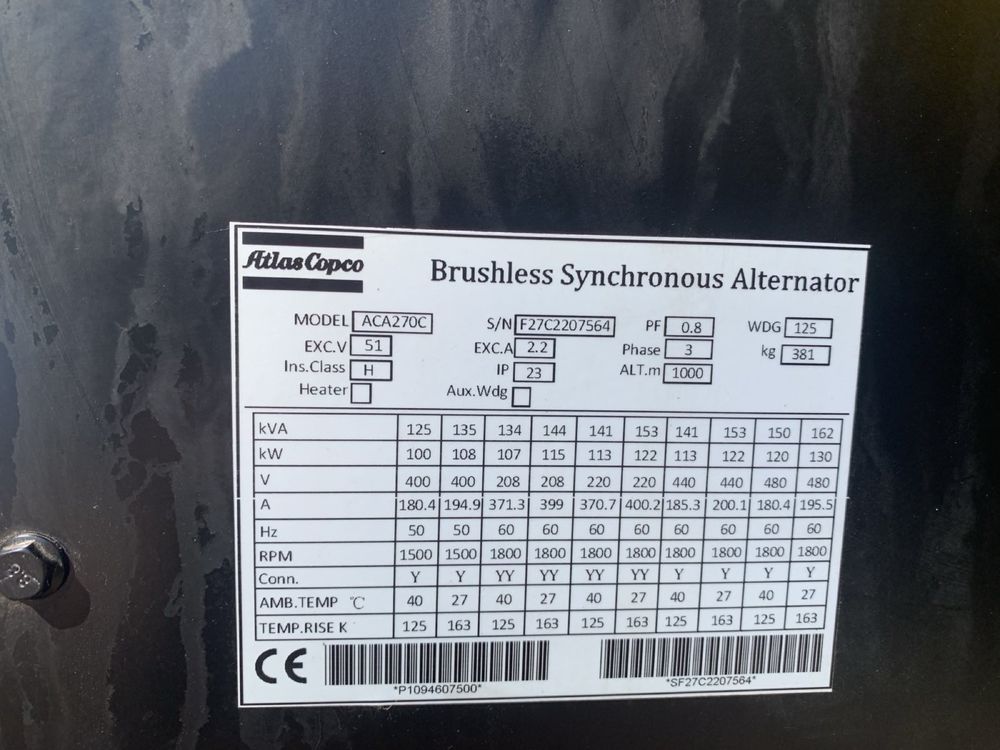 Atlas Copco
Brushless Synchronous Alternator
MODEL ACA270C S/N F27C2207564 PF 0.8 WDG 125
EXC.V 51 EXC.A 2.2 Phase 3 kg 381
Ins.Class H IP 23 ALT.m 1000
Heater Aux.Wdg
kVA 125 135 134 144 141 153 141 153 150 162
kW 100 108 107 115 113 122 113 122 120 130
V 400 400 208 208 220 220 440 440 480 480
A 180.4 194.9 371.3 399 370.7 400.2 185.3 200.1 180.4 195.5
Hz 50 50 60 60 60 60 60 60 60 60
RPM 1500 1500 1800 1800 1800 1800 1800 1800 1800 1800
Conn. Y Y YY YY YY YY Y Y Y Y
AMB.TEMP ℃ 40 27 40 27 40 27 40 27 40 27
TEMP.RISE K 125 163 125 163 125 163 125 163 125 163
CE
*P1094607500* *SF27C2207564*
8.8